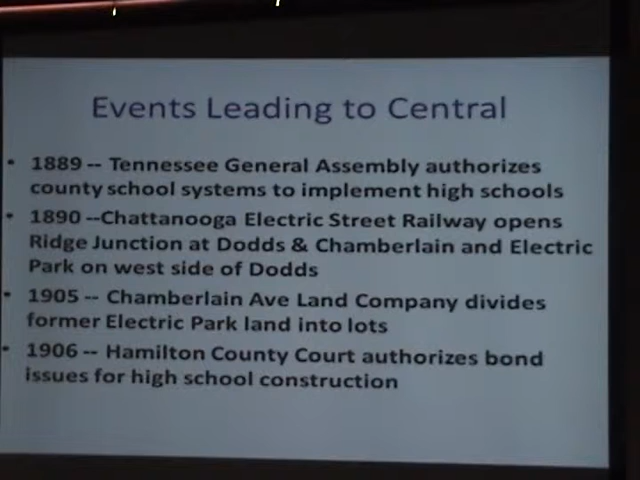 Events Leading to Central
• 1889 -- Tennessee General Assembly authorizes
county school systems to implement high schools
• 1890 --Chattanooga Electric Street Railway opens
Ridge Junction at Dodds & Chamberlain and Electric
Park on west side of Dodds
• 1905 -- Chamberlain Ave Land Company divides
former Electric Park land into lots
• 1906 -- Hamilton County Court authorizes bond
issues for high school construction